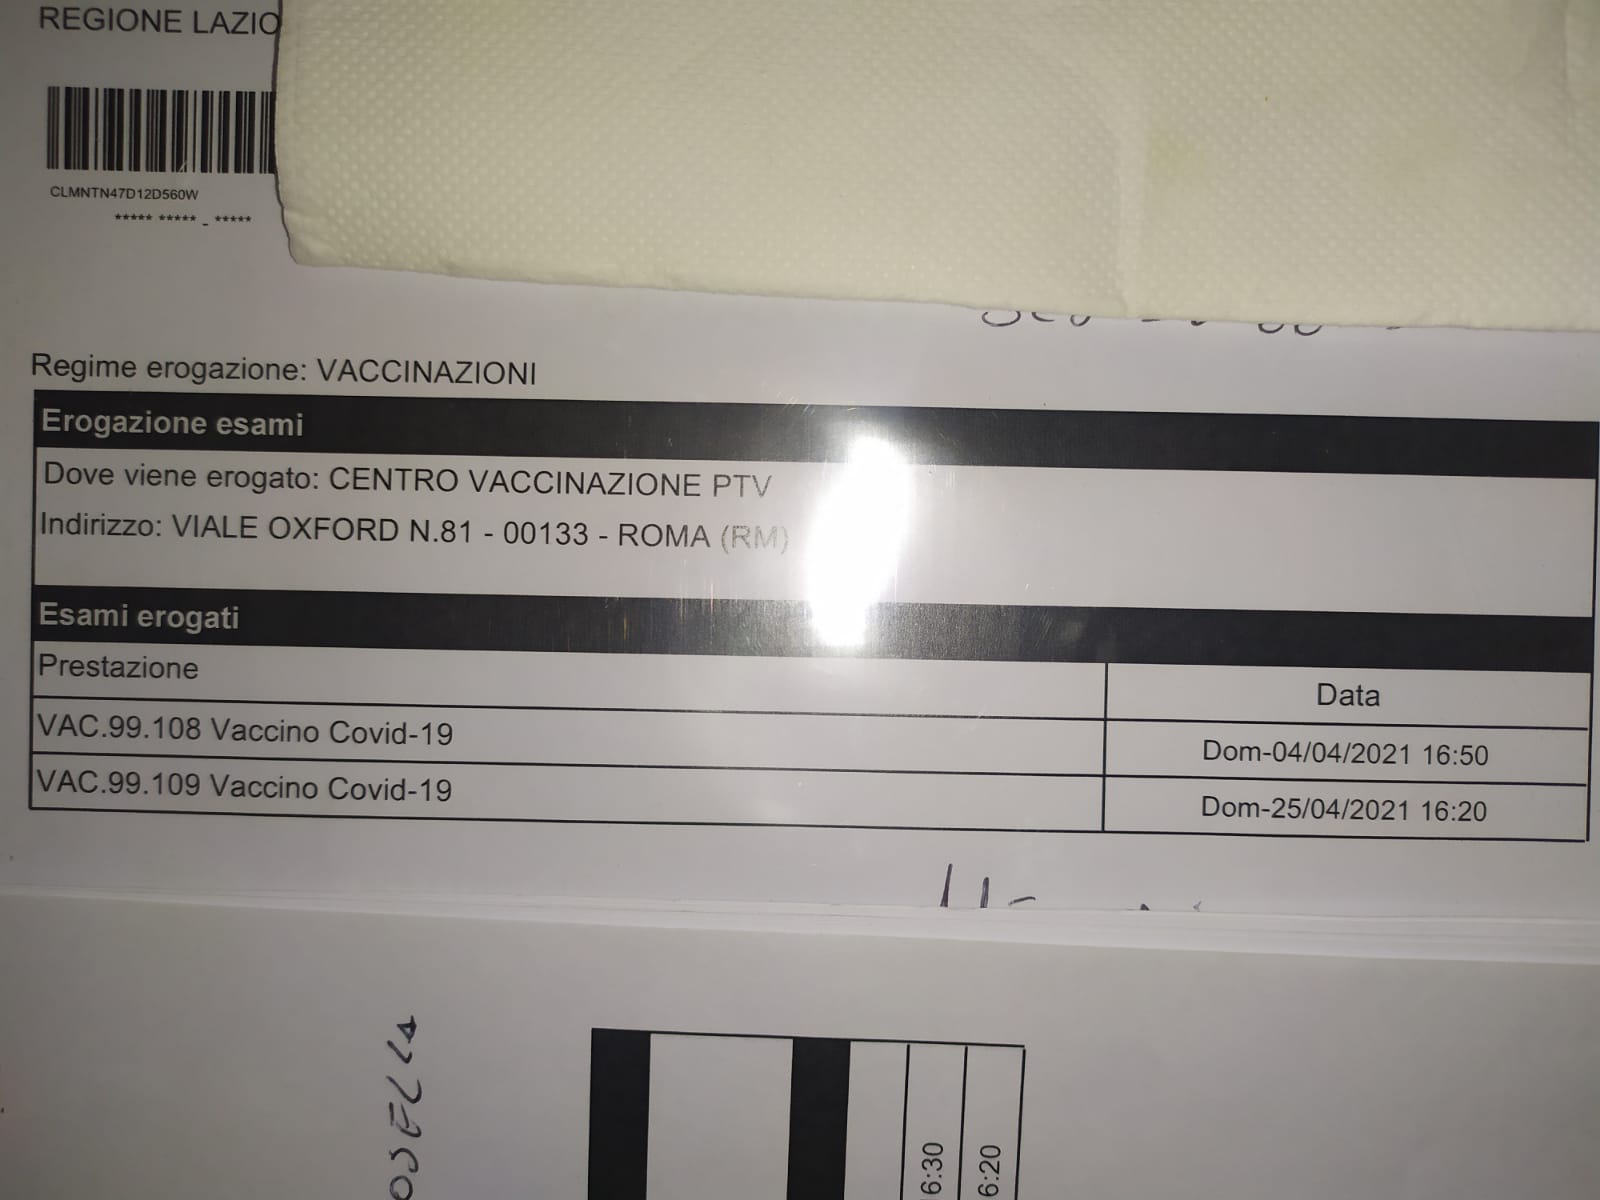 REGIONE LAZIO
CLMNTN47D12D560W
***** ***** _ *****
Regime erogazione: VACCINAZIONI
Erogazione esami
Dove viene erogato: CENTRO VACCINAZIONE PTV
Indirizzo: VIALE OXFORD N.81 - 00133 - ROMA (RM)
Esami erogati
Prestazione
Data
VAC.99.108 Vaccino Covid-19
Dom-04/04/2021 16:50
VAC.99.109 Vaccino Covid-19
Dom-25/04/2021 16:20
6:30
6:20